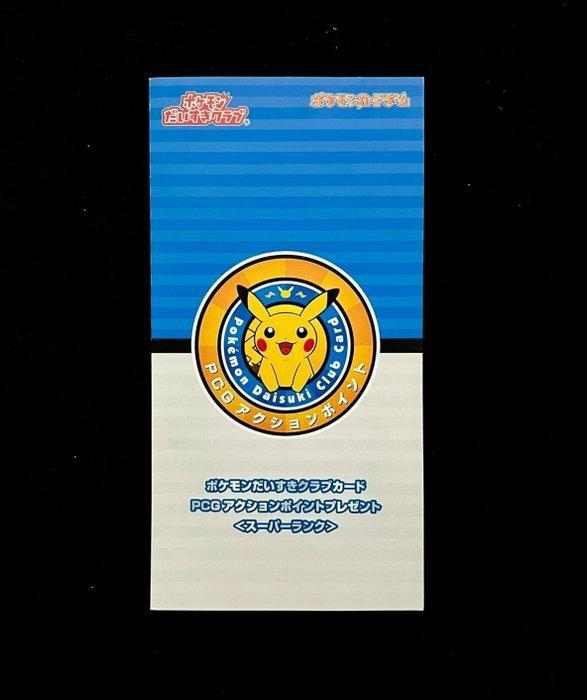 ポケモン
だいすきクラブ®
ポケモンカードゲーム
Pokémon Daisuki Club Card
PCGアクションポイント
ポケモンだいすきクラブカード
PCGアクションポイントプレゼント
<スーパーランク>